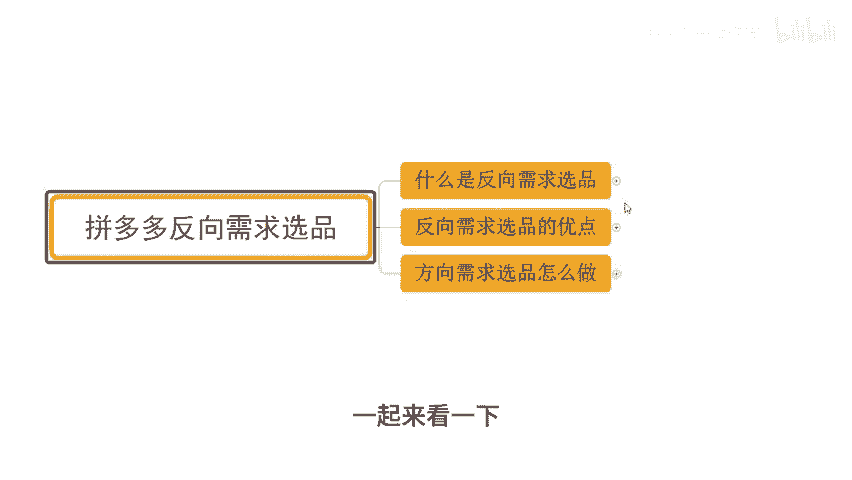 拼多多反向需求选品
什么是反向需求选品
反向需求选品的优点
方向需求选品怎么做
一起来看一下